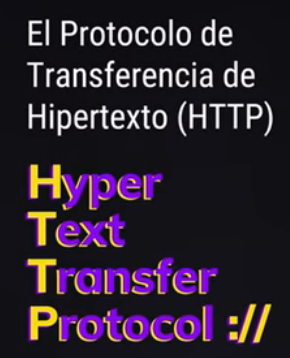 El Protocolo de
Transferencia de
Hipertexto (HTTP)
Hyper
Text
Transfer
Protocol ://